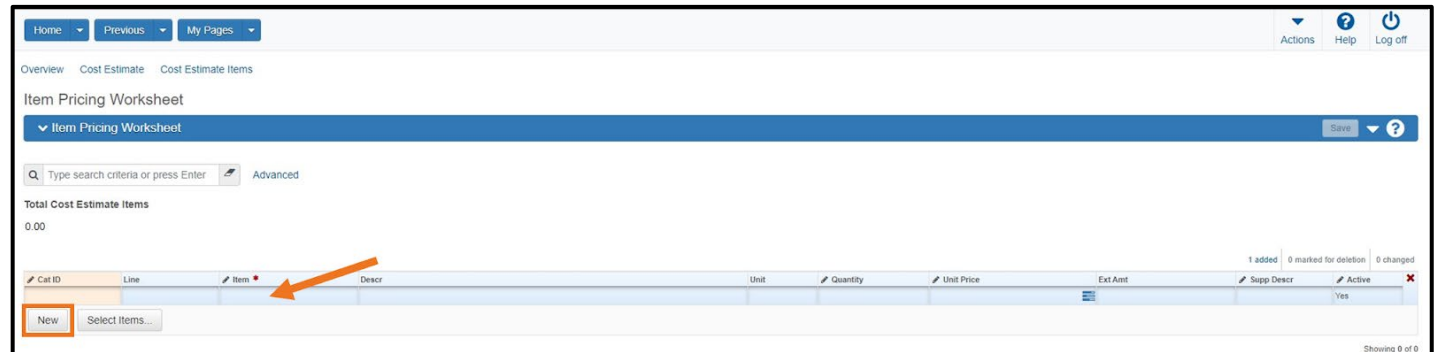 Home Previous My Pages Actions Help Log off
Overview Cost Estimate Cost Estimate Items
Item Pricing Worksheet
Item Pricing Worksheet Save ?
Type search criteria or press Enter Advanced
Total Cost Estimate Items
0.00
1 added 0 marked for deletion 0 changed
Cat ID Line Item * Descr Unit Quantity Unit Price Ext Amt Supp Descr Active
Yes
New Select Items...
Showing 0 of 0